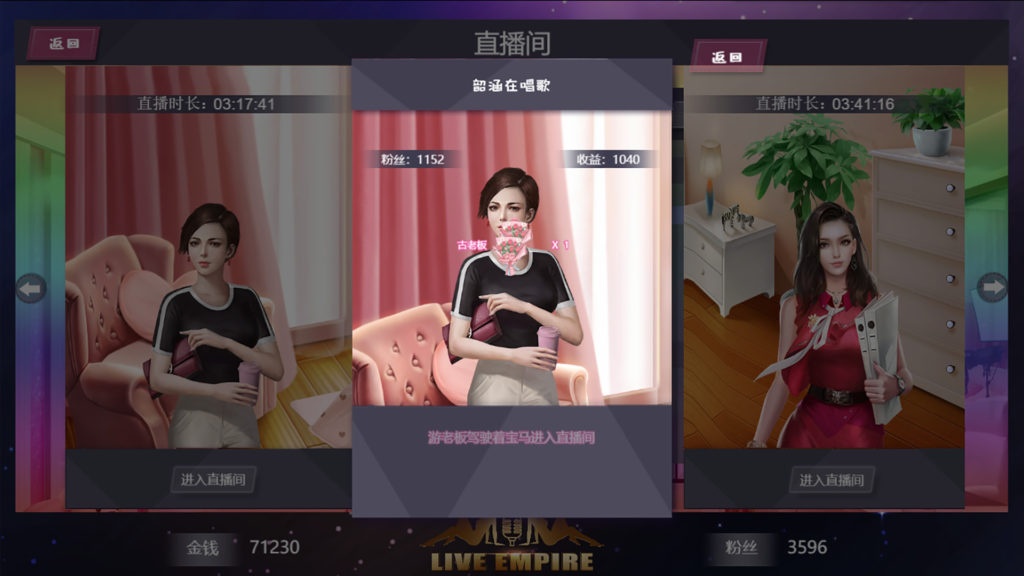 返回
直播间
返回
韶涵在唱歌
直播时长：03:17:41
直播时长：03:41:16
粉丝：1152
收益：1040
古老板 X 1
游老板驾驶着宝马进入直播间
进入直播间
进入直播间
金钱 71230
LIVE EMPIRE
粉丝 3596